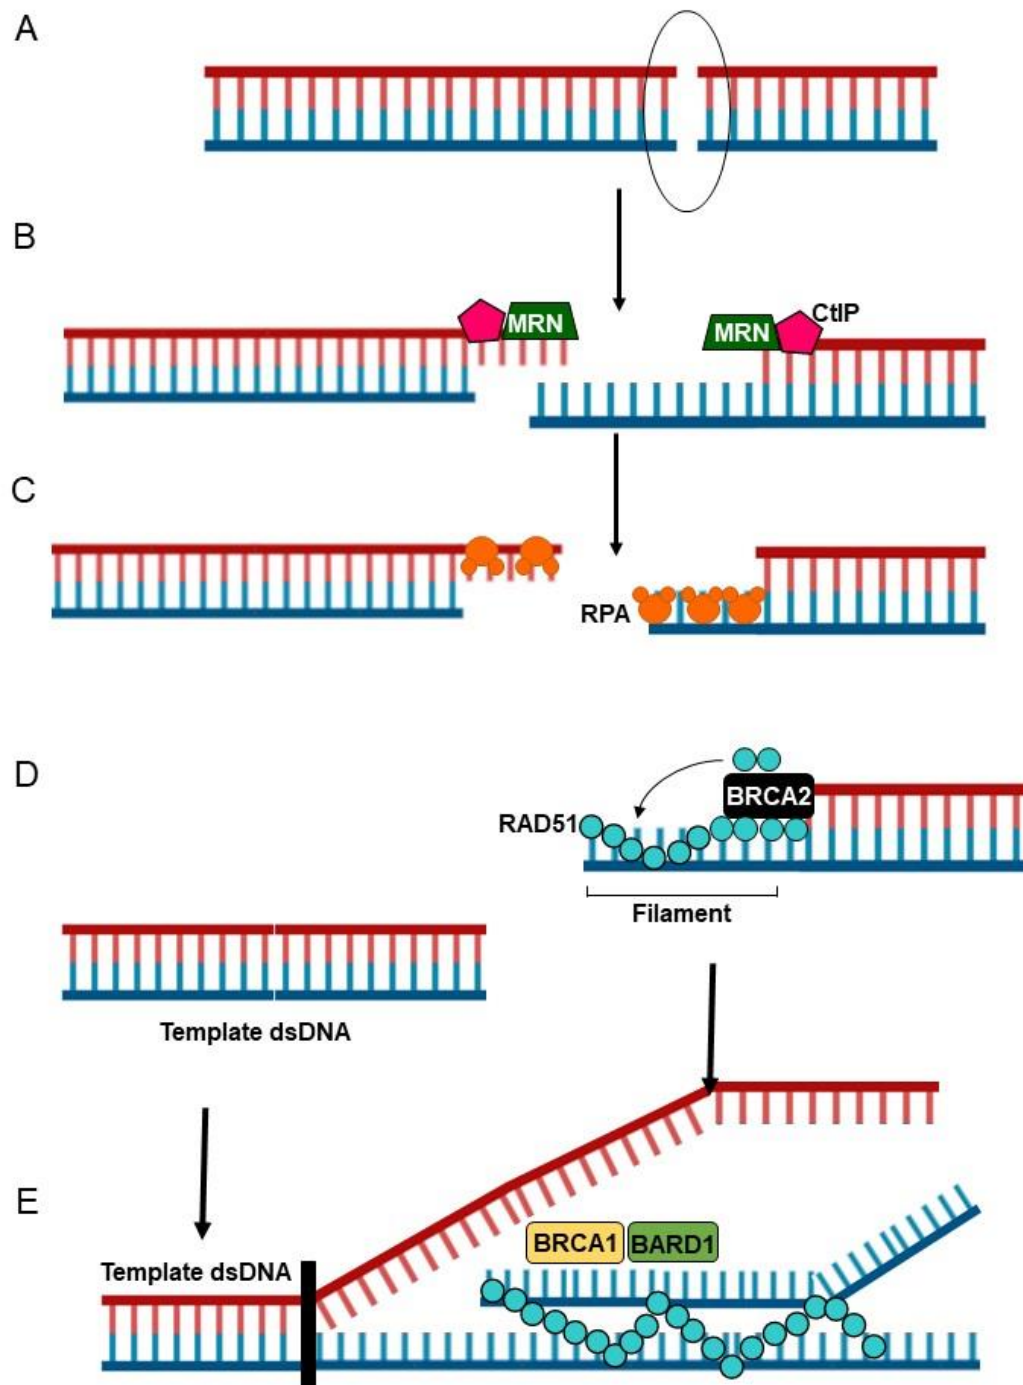 A
B
MRN
MRN
CtIP
C
RPA
D
BRCA2
RAD51
Filament
Template dsDNA
E
BRCA1
BARD1
Template dsDNA